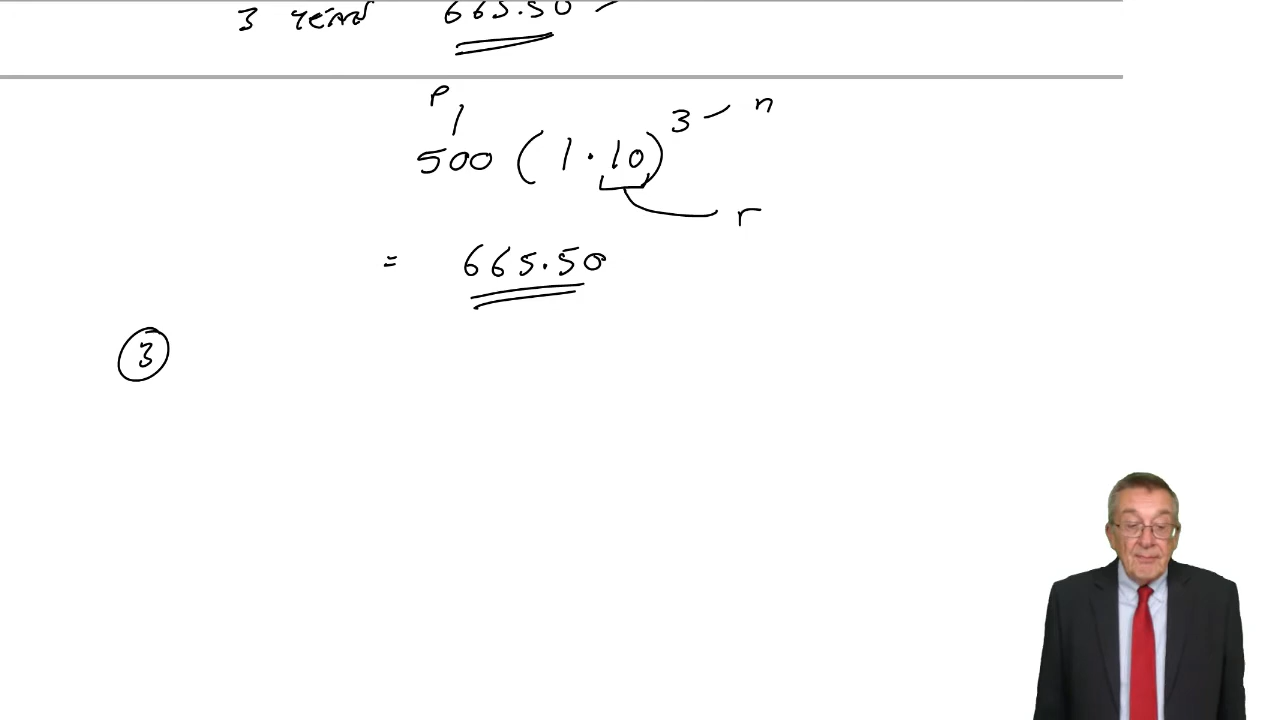 3 YEARS 665.50
P
500 (1.10)³ n
r
= 665.50
3